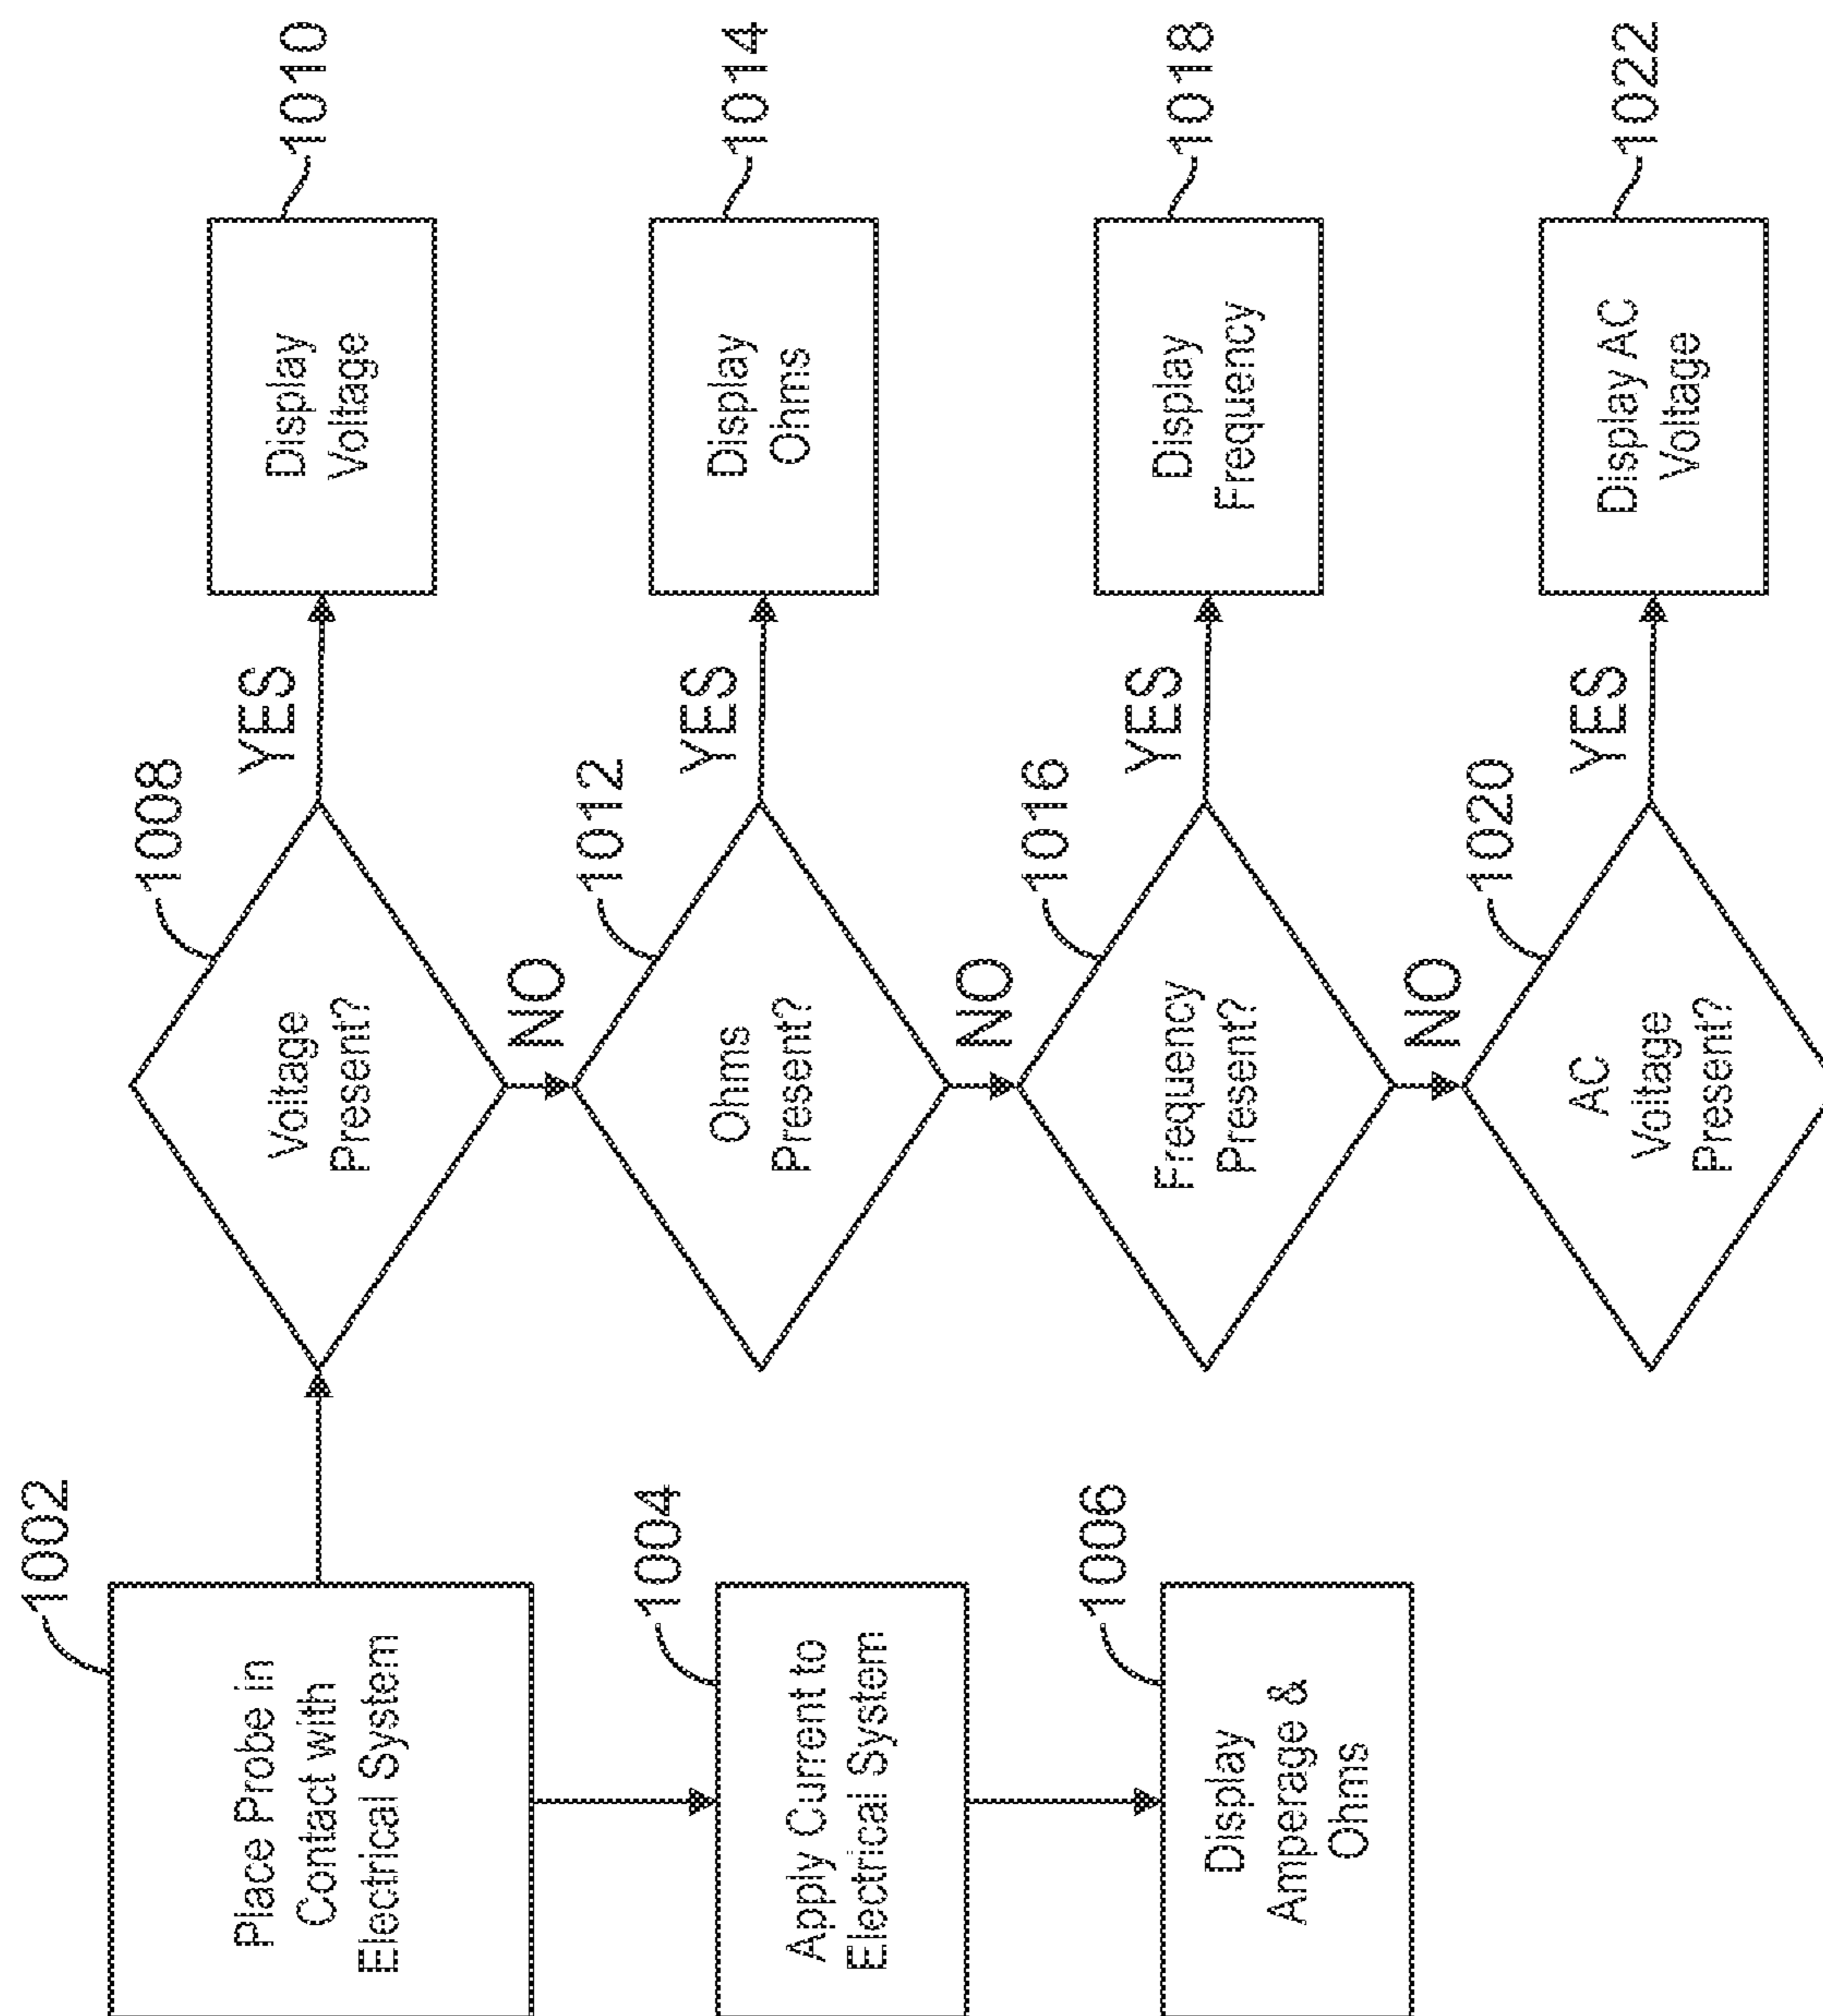 1002
Place Probe in
Contact with
Electrical System
1004
Apply Current to
Electrical System
1006
Display
Amperage &
Ohms
1008
Voltage
Present?
YES
1010
Display
Voltage
NO
1012
Ohms
Present?
YES
1014
Display
Ohms
NO
1016
Frequency
Present?
YES
1018
Display
Frequency
NO
1020
AC
Voltage
Present?
YES
1022
Display AC
Voltage